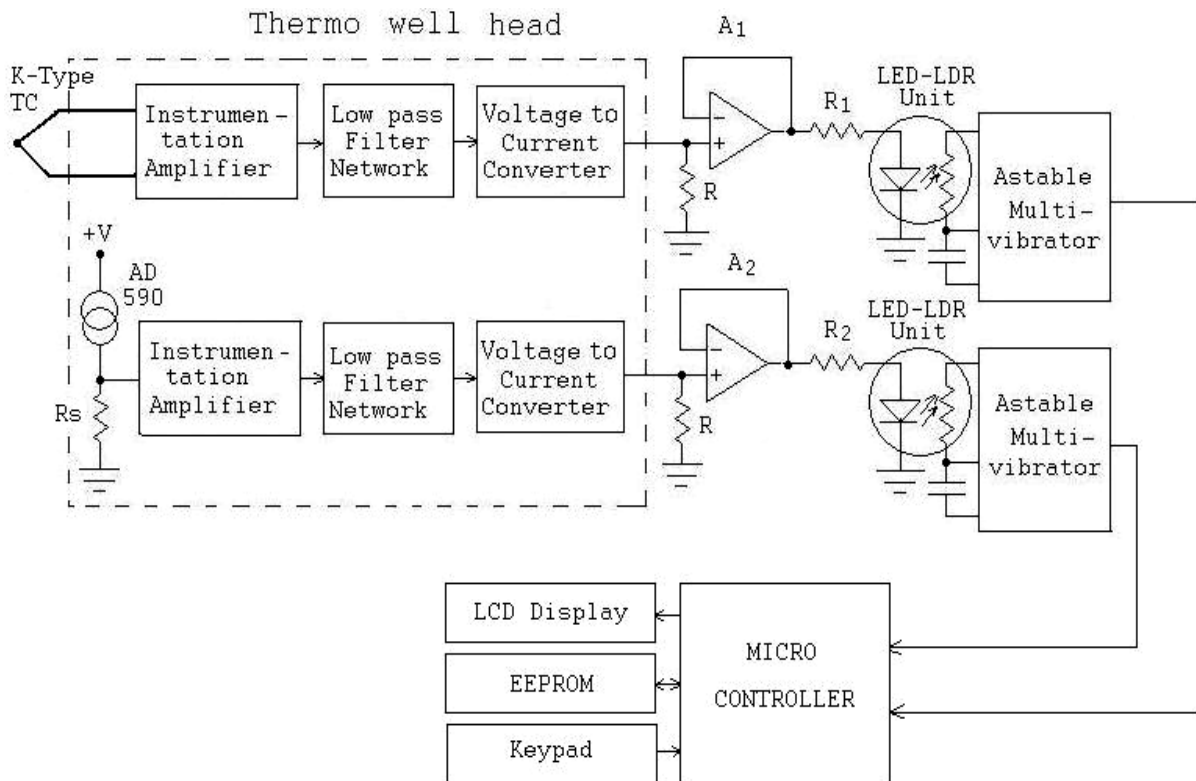 Thermo well head
K-Type
TC
Instrumen -
tation
Amplifier
Low pass
Filter
Network
Voltage to
Current
Converter
R
A1
R1
LED-LDR
Unit
Astable
Multi-
vibrator
+V
AD
590
Rs
Instrumen -
tation
Amplifier
Low pass
Filter
Network
Voltage to
Current
Converter
R
A2
R2
LED-LDR
Unit
Astable
Multi-
vibrator
LCD Display
EEPROM
Keypad
MICRO
CONTROLLER